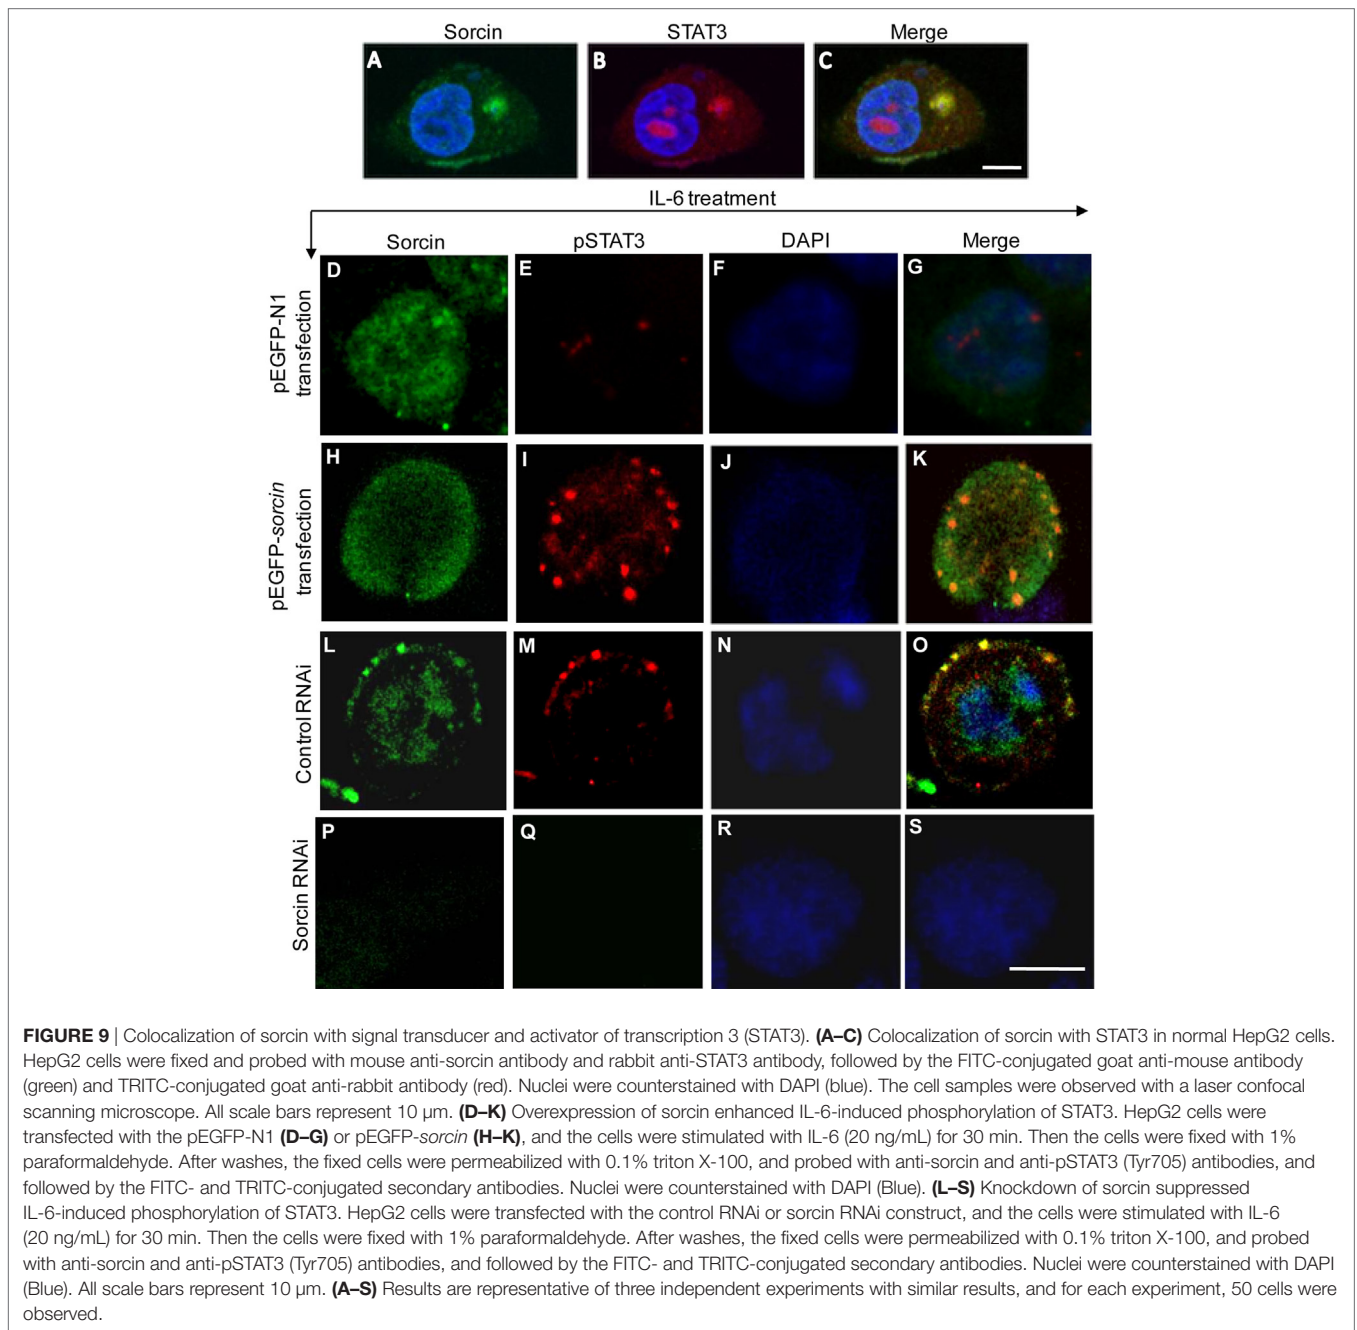 Sorcin STAT3 Merge
A B C
IL-6 treatment
Sorcin pSTAT3 DAPI Merge
pEGFP-N1
transfection
D E F G
pEGFP-sorcin
transfection
H I J K
Control RNAi
L M N O
Sorcin RNAi
P Q R S
FIGURE 9 | Colocalization of sorcin with signal transducer and activator of transcription 3 (STAT3). (A–C) Colocalization of sorcin with STAT3 in normal HepG2 cells.
HepG2 cells were fixed and probed with mouse anti-sorcin antibody and rabbit anti-STAT3 antibody, followed by the FITC-conjugated goat anti-mouse antibody
(green) and TRITC-conjugated goat anti-rabbit antibody (red). Nuclei were counterstained with DAPI (blue). The cell samples were observed with a laser confocal
scanning microscope. All scale bars represent 10 µm. (D–K) Overexpression of sorcin enhanced IL-6-induced phosphorylation of STAT3. HepG2 cells were
transfected with the pEGFP-N1 (D–G) or pEGFP-sorcin (H–K), and the cells were stimulated with IL-6 (20 ng/mL) for 30 min. Then the cells were fixed with 1%
paraformaldehyde. After washes, the fixed cells were permeabilized with 0.1% triton X-100, and probed with anti-sorcin and anti-pSTAT3 (Tyr705) antibodies, and
followed by the FITC- and TRITC-conjugated secondary antibodies. Nuclei were counterstained with DAPI (Blue). (L–S) Knockdown of sorcin suppressed
IL-6-induced phosphorylation of STAT3. HepG2 cells were transfected with the control RNAi or sorcin RNAi construct, and the cells were stimulated with IL-6
(20 ng/mL) for 30 min. Then the cells were fixed with 1% paraformaldehyde. After washes, the fixed cells were permeabilized with 0.1% triton X-100, and probed
with anti-sorcin and anti-pSTAT3 (Tyr705) antibodies, and followed by the FITC- and TRITC-conjugated secondary antibodies. Nuclei were counterstained with DAPI
(Blue). All scale bars represent 10 µm. (A–S) Results are representative of three independent experiments with similar results, and for each experiment, 50 cells were
observed.